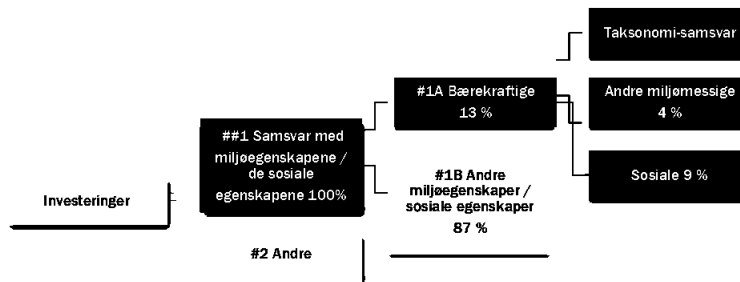 Taksonomi-samsvar
#1A Bærekraftige
13 %
Andre miljømessige
4 %
##1 Samsvar med
miljøegenskapene /
de sosiale
egenskapene 100%
#1B Andre
miljøegenskaper /
sosiale egenskaper
87 %
Sosiale 9 %
Investeringer
#2 Andre